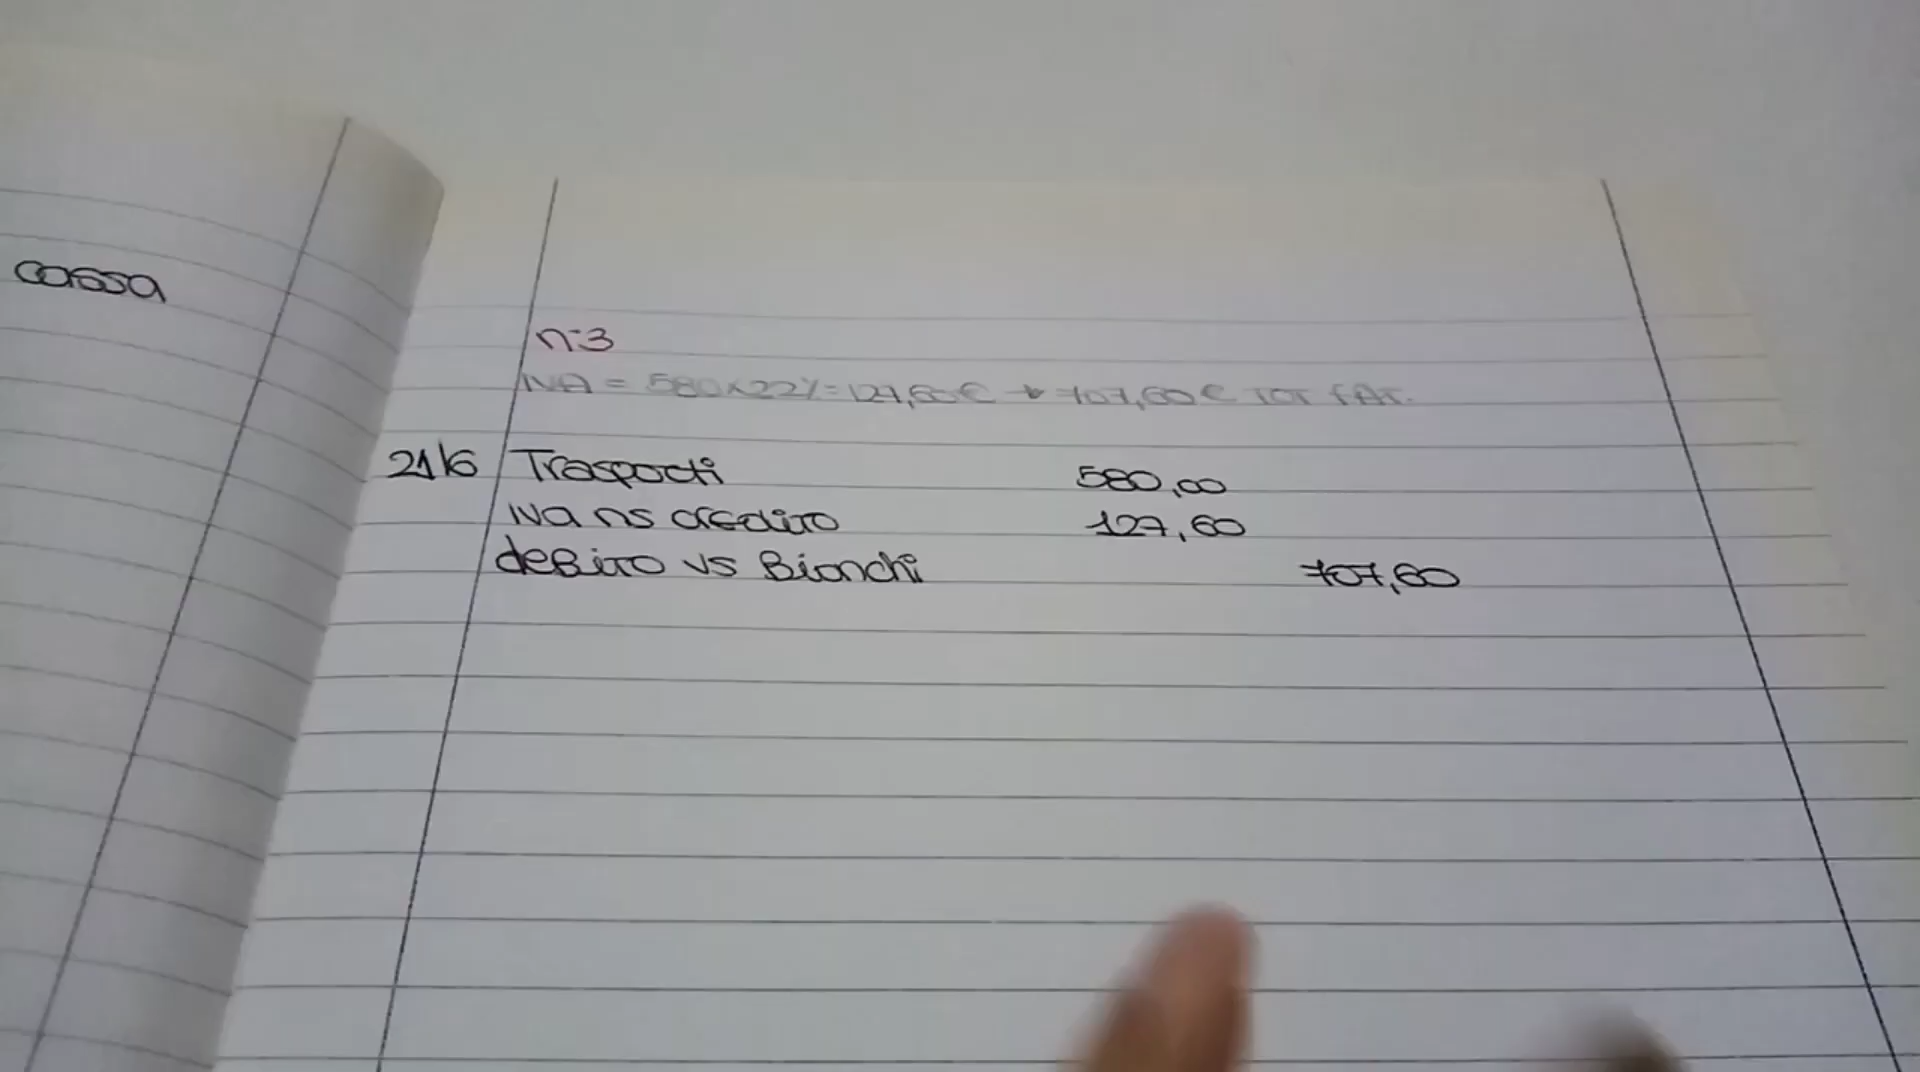 cassa
n°3
IVA = 580x22%=127,60€ → 707,60€ TOT FAT.
21/6 Trasporti 580,00
IVA ns credito 127,60
debito vs Bianchi 707,60